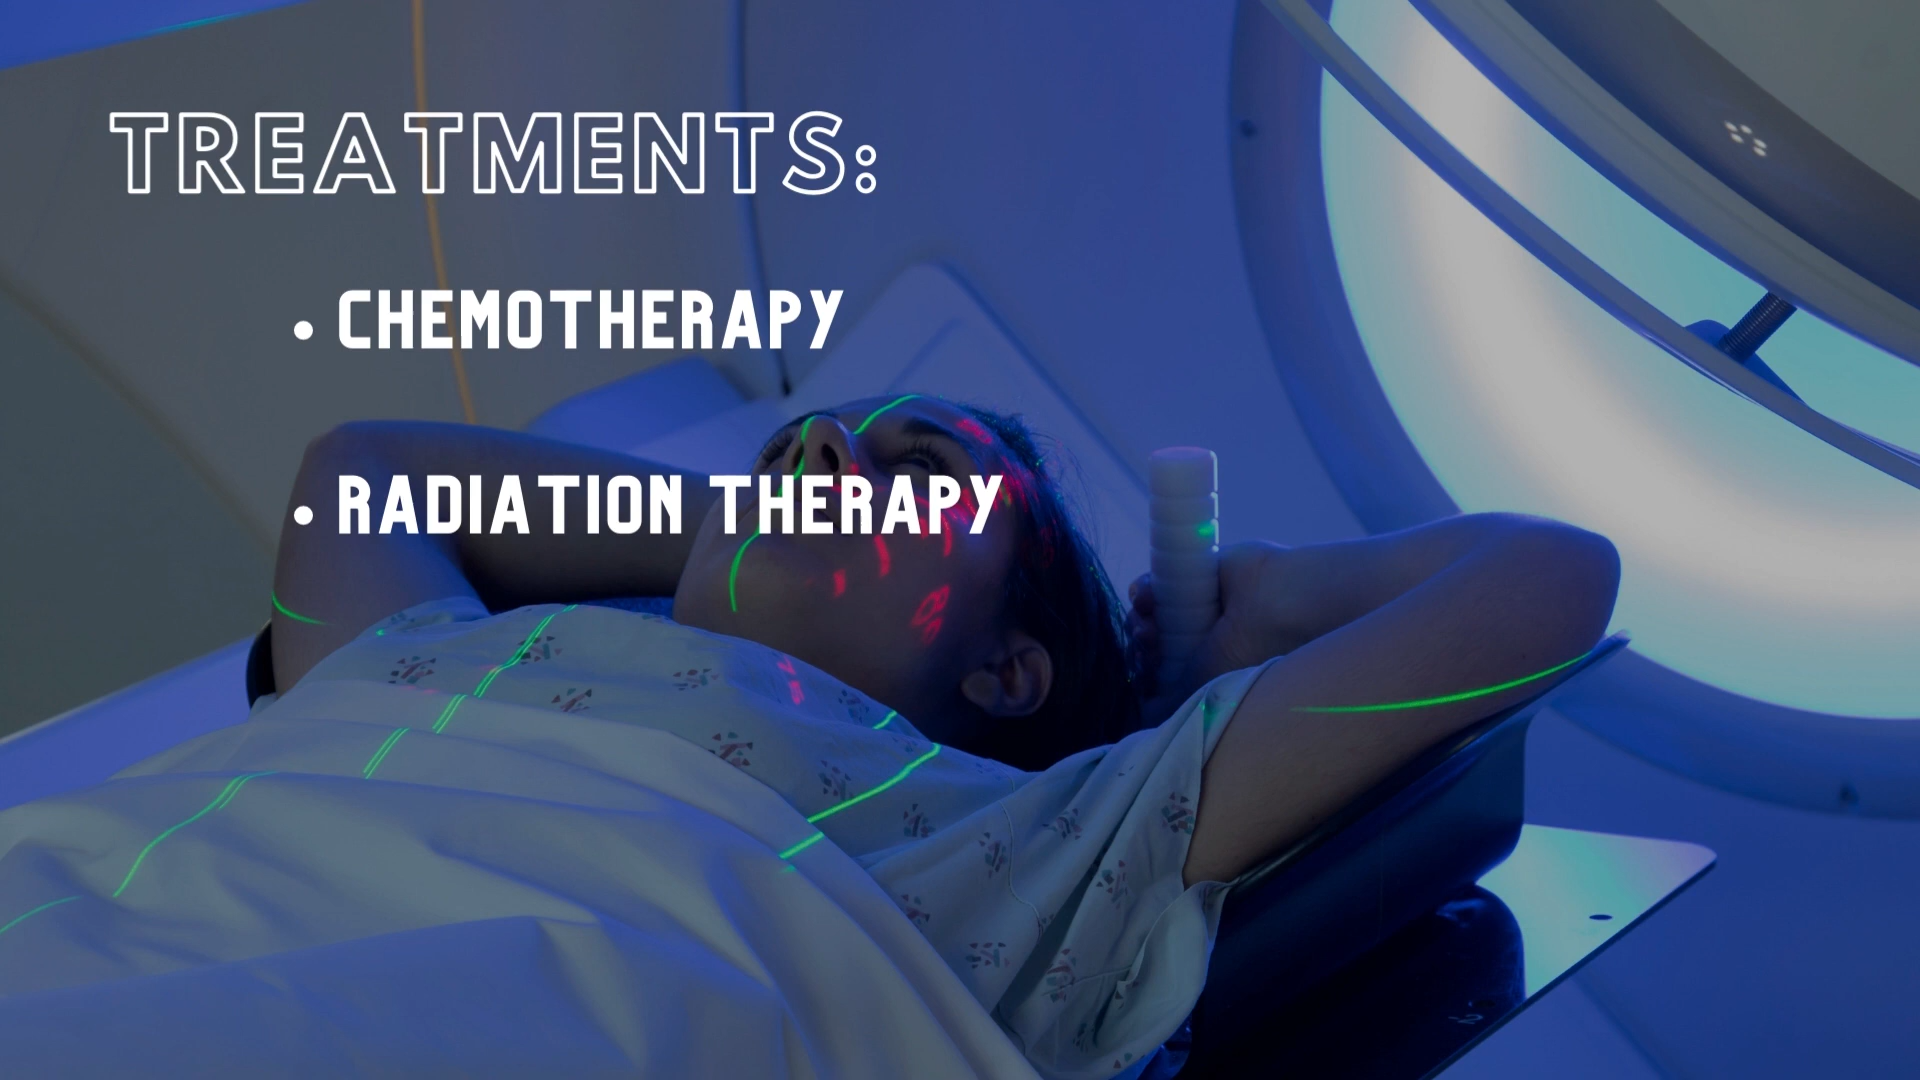 TREATMENTS:
• CHEMOTHERAPY
• RADIATION THERAPY